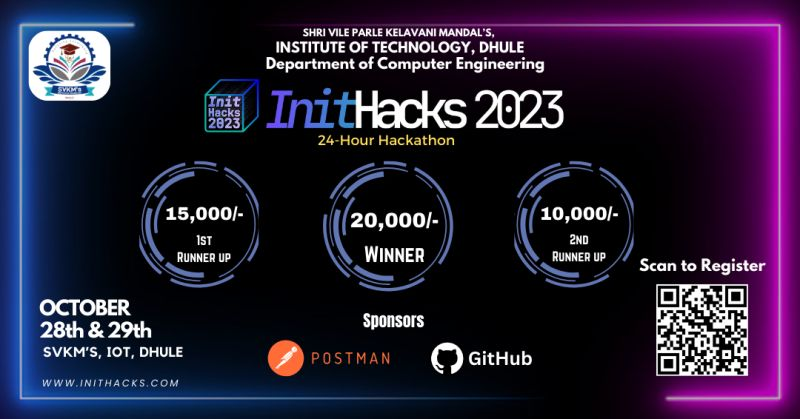 SHRI VILE PARLE KELAVANI MANDAL'S,
INSTITUTE OF TECHNOLOGY, DHULE
Department of Computer Engineering
SVKM's
Init
Hacks
2023
InitHacks 2023
24-Hour Hackathon
15,000/-
1ST
RUNNER UP
20,000/-
WINNER
10,000/-
2ND
RUNNER UP
Scan to Register
OCTOBER
28th & 29th
SVKM'S, IOT, DHULE
WWW.INITHACKS.COM
Sponsors
POSTMAN
GitHub